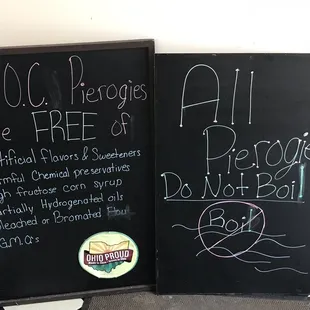 O.C. Pierogies
FREE of
Artificial flavors & Sweeteners
Harmful Chemical preservatives
High fructose corn syrup
Partially Hydrogenated oils
Bleached or Bromated Flour
G.M.O's
OHIO PROUD
All
Pierogies
Do Not Boil
Boil